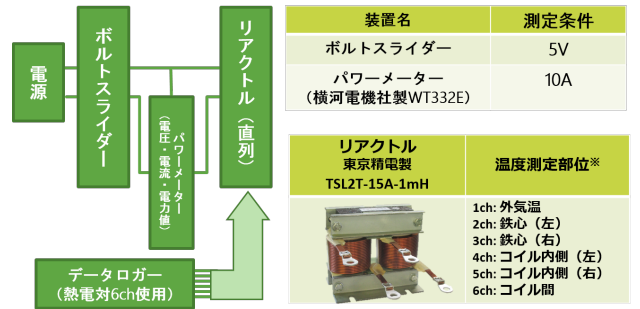 電源
ボルトスライダー
パワーメーター
（電圧・電流・電力値）
リアクトル（直列）
データロガー
（熱電対6ch使用）
装置名 測定条件
ボルトスライダー 5V
パワーメーター
（横河電機社製WT332E） 10A
リアクトル
東京精電製
TSL2T-15A-1mH
温度測定部位※
1ch: 外気温
2ch: 鉄心（左）
3ch: 鉄心（右）
4ch: コイル内側（左）
5ch: コイル内側（右）
6ch: コイル間